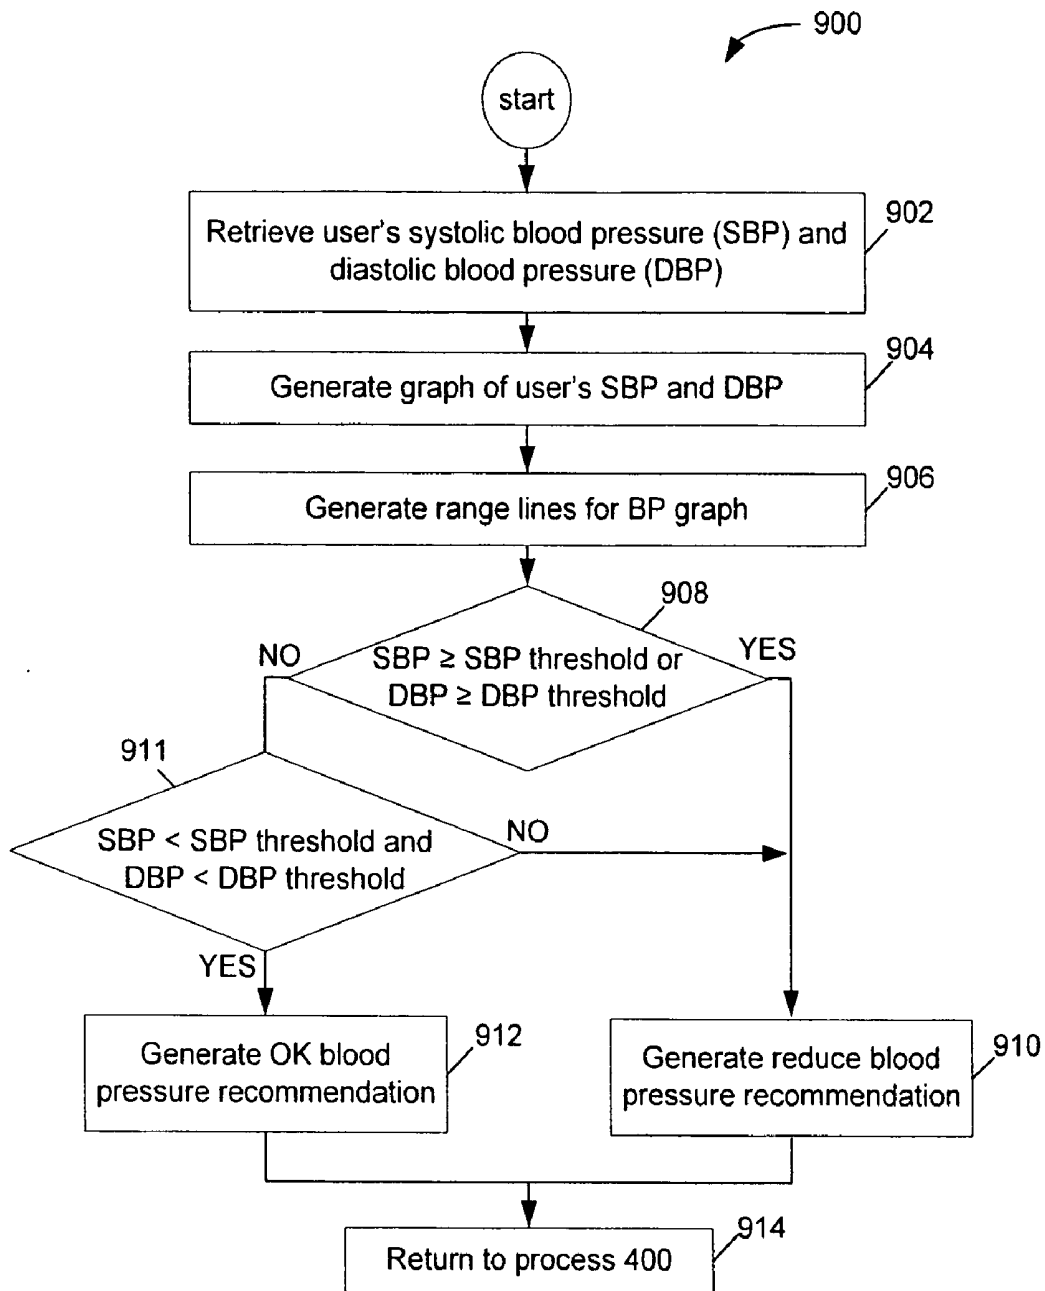 900
start
902
Retrieve user's systolic blood pressure (SBP) and
diastolic blood pressure (DBP)
904
Generate graph of user's SBP and DBP
906
Generate range lines for BP graph
908
NO
SBP ≥ SBP threshold or
DBP ≥ DBP threshold
YES
911
SBP < SBP threshold and
DBP < DBP threshold
NO
YES
Generate OK blood
pressure recommendation
912
Generate reduce blood
pressure recommendation
910
914
Return to process 400